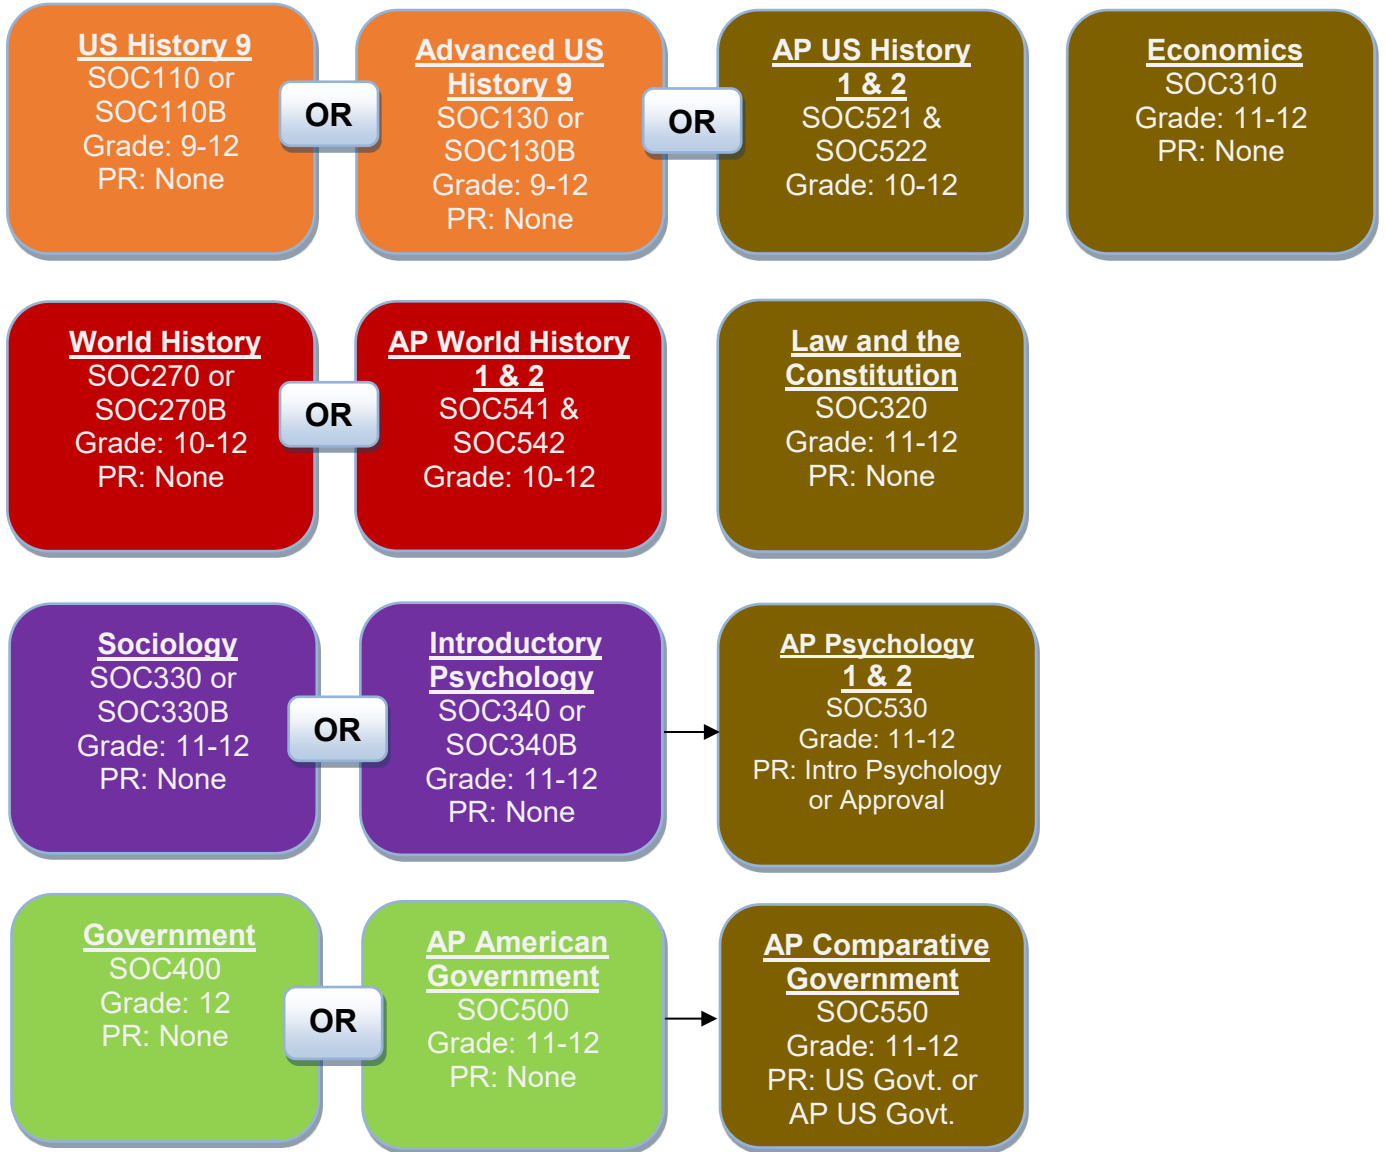 US History 9
SOC110 or
SOC110B
Grade: 9-12
PR: None
OR
Advanced US
History 9
SOC130 or
SOC130B
Grade: 9-12
PR: None
OR
AP US History
1 & 2
SOC521 &
SOC522
Grade: 10-12
Economics
SOC310
Grade: 11-12
PR: None
World History
SOC270 or
SOC270B
Grade: 10-12
PR: None
OR
AP World History
1 & 2
SOC541 &
SOC542
Grade: 10-12
Law and the
Constitution
SOC320
Grade: 11-12
PR: None
Sociology
SOC330 or
SOC330B
Grade: 11-12
PR: None
OR
Introductory
Psychology
SOC340 or
SOC340B
Grade: 11-12
PR: None
AP Psychology
1 & 2
SOC530
Grade: 11-12
PR: Intro Psychology
or Approval
Government
SOC400
Grade: 12
PR: None
OR
AP American
Government
SOC500
Grade: 11-12
PR: None
AP Comparative
Government
SOC550
Grade: 11-12
PR: US Govt. or
AP US Govt.